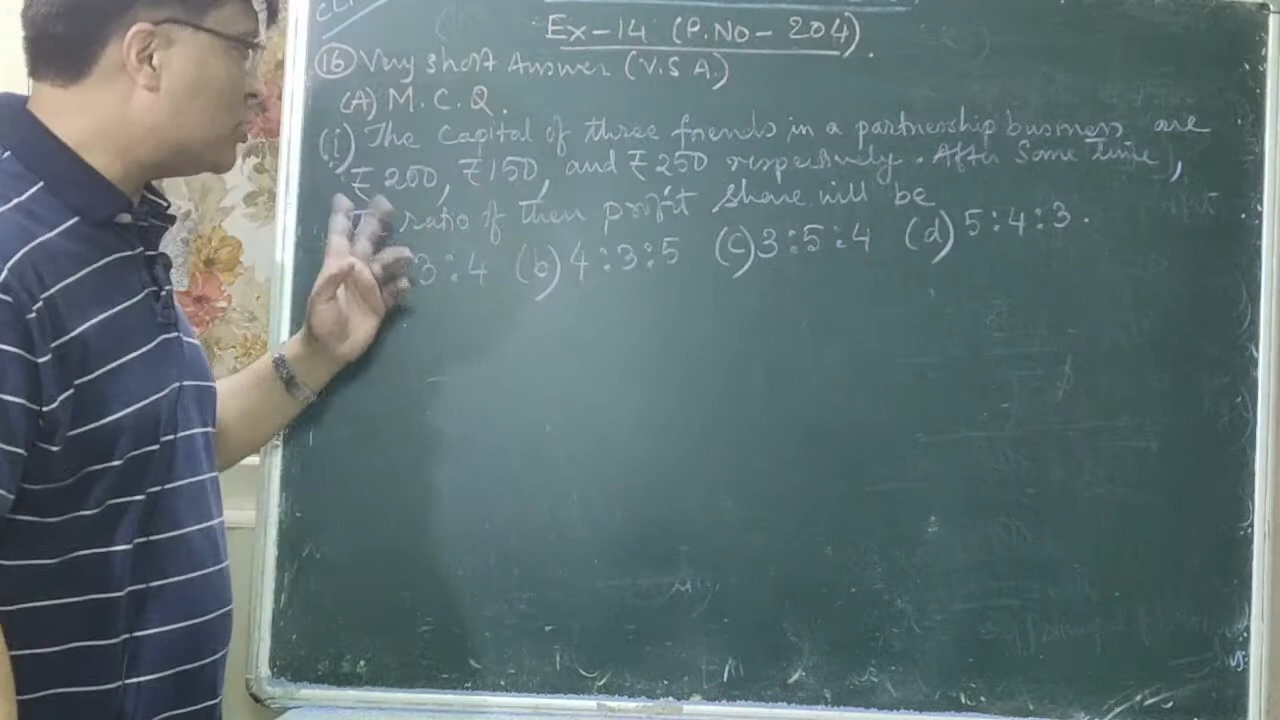 Ex-14 (P.No- 204).
(16) Very short Answer (V.S A.)
(A) M. C. Q.
(i) The Capital of three friends in a partnership business are
₹ 200, ₹150, and ₹ 250 respectively. After Some time,
ratio of their profit share will be
3:4 (b) 4:3:5 (c) 3:5:4 (d) 5:4:3.